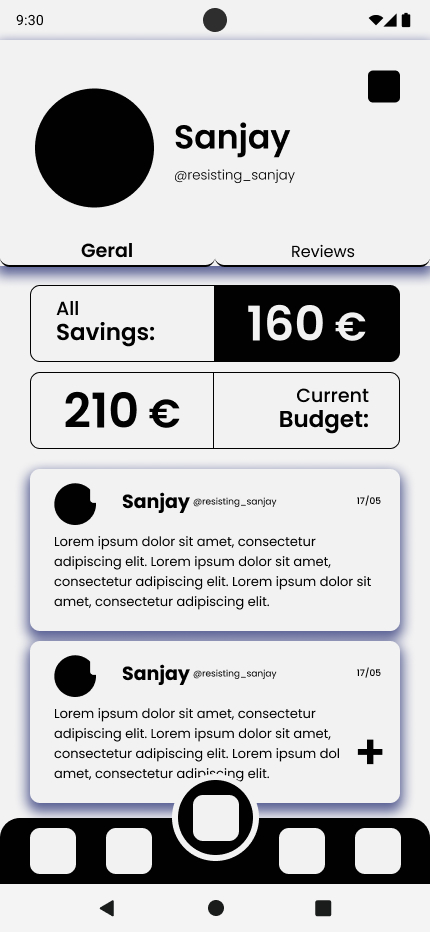 9:30
Sanjay
@resisting_sanjay
Geral
Reviews
All
Savings:
160 €
210 €
Current
Budget:
Sanjay @resisting_sanjay 17/05
Lorem ipsum dolor sit amet, consectetur
adipiscing elit. Lorem ipsum dolor sit amet,
consectetur adipiscing elit. Lorem ipsum dolor sit
amet, consectetur adipiscing elit.
Sanjay @resisting_sanjay 17/05
Lorem ipsum dolor sit amet, consectetur
adipiscing elit. Lorem ipsum dolor sit amet,
consectetur adipiscing elit. Lorem ipsum dol
amet, consectetur adipiscing elit.
+